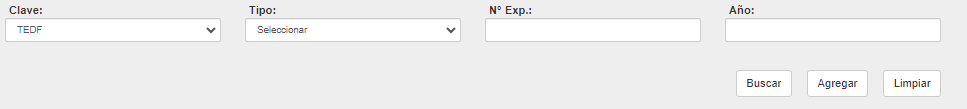 Clave: Tipo: N° Exp.: Año:
TEDF Seleccionar
Buscar Agregar Limpiar